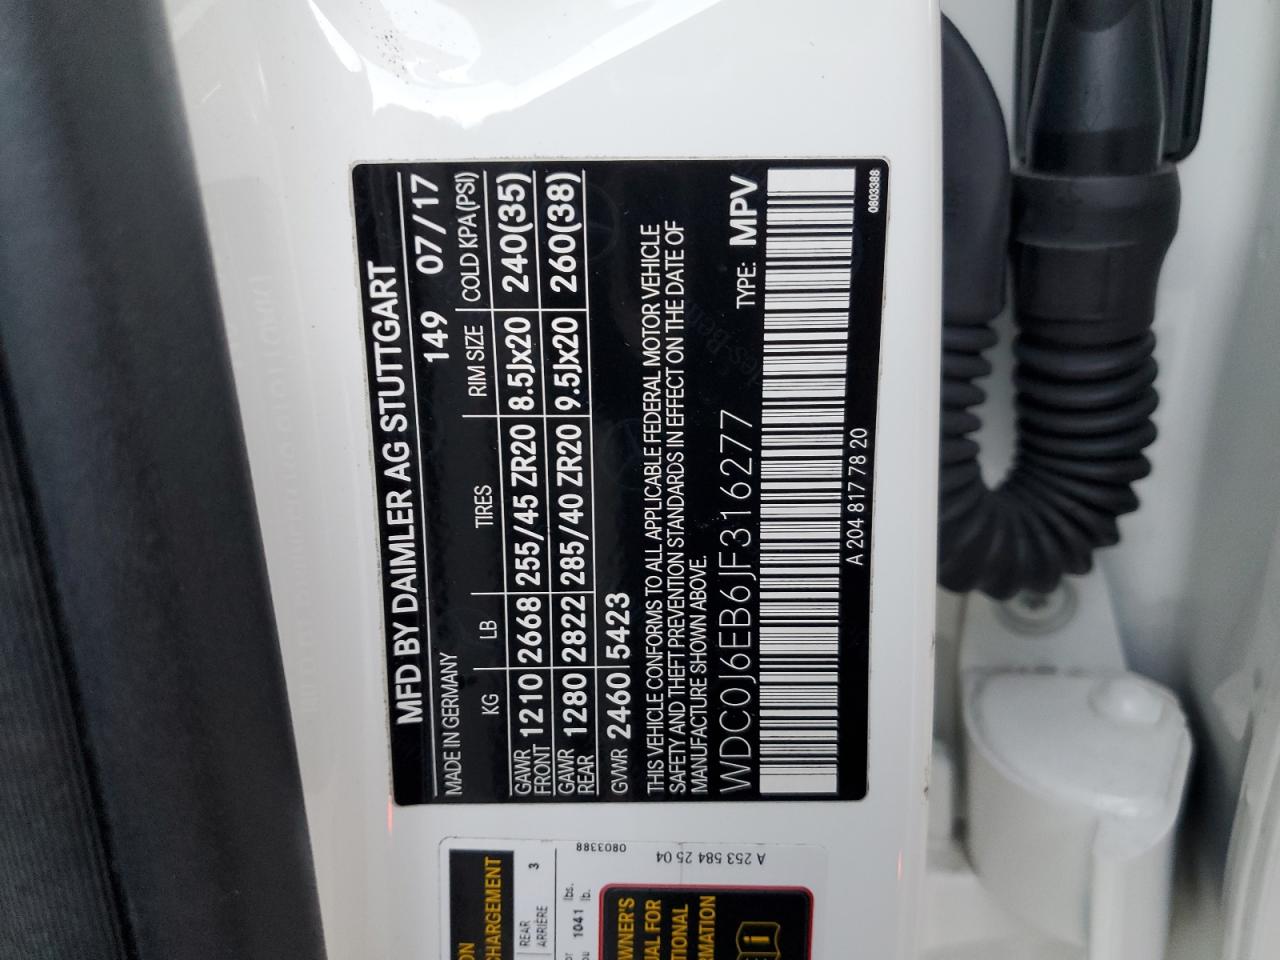 MFD BY DAIMLER AG STUTTGART
MADE IN GERMANY 149 07/17
KG LB TIRES RIM SIZE COLD KPA(PSI)
GAWR FRONT 1210 2668 255/45 ZR20 8.5Jx20 240(35)
GAWR REAR 1280 2822 285/40 ZR20 9.5Jx20 260(38)
GVWR 2460 5423
THIS VEHICLE CONFORMS TO ALL APPLICABLE FEDERAL MOTOR VEHICLE
SAFETY AND THEFT PREVENTION STANDARDS IN EFFECT ON THE DATE OF
MANUFACTURE SHOWN ABOVE.
WDC0J6EB6JF316277 TYPE: MPV
A 204 817 78 20 0803388
0803388
A 253 584 25 04
CHARGEMENT
REAR
ARRIÈRE 3
1041 lbs.
lb.
i